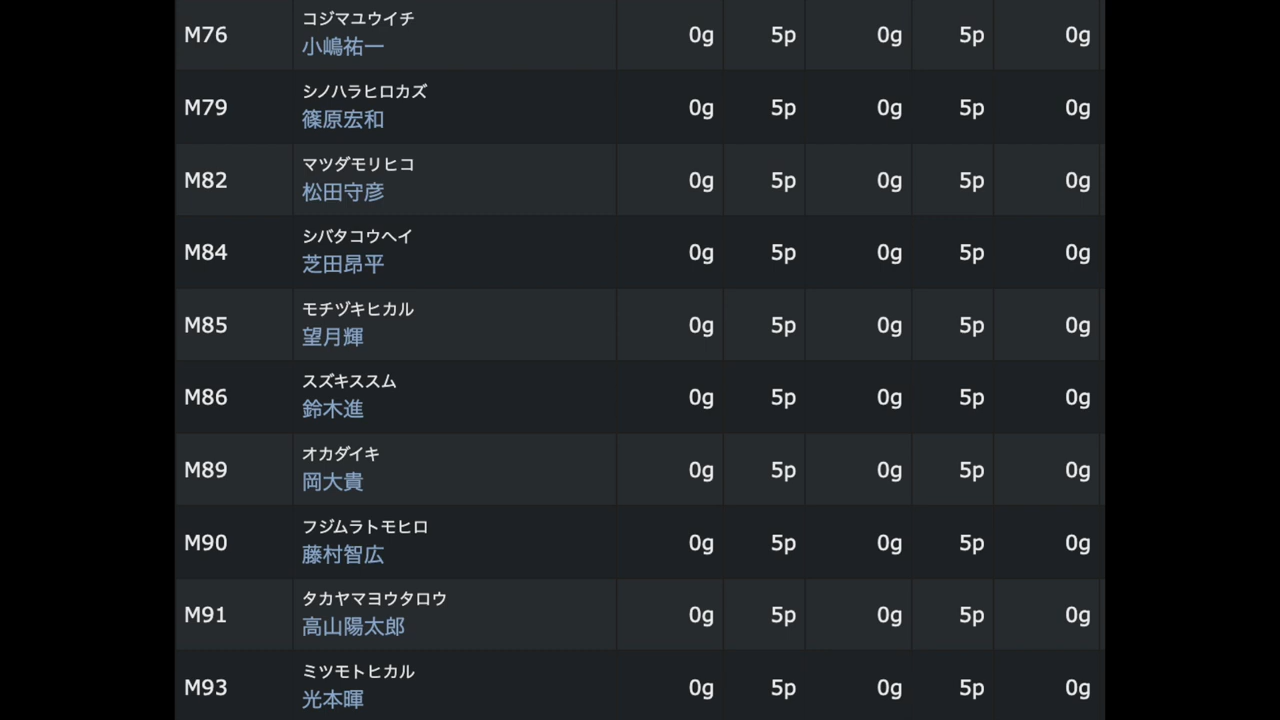 コジマユウイチ
M76 小嶋祐一 0g 5p 0g 5p 0g
シノハラヒロカズ
M79 篠原宏和 0g 5p 0g 5p 0g
マツダモリヒコ
M82 松田守彦 0g 5p 0g 5p 0g
シバタコウヘイ
M84 芝田昂平 0g 5p 0g 5p 0g
モチヅキヒカル
M85 望月輝 0g 5p 0g 5p 0g
スズキススム
M86 鈴木進 0g 5p 0g 5p 0g
オカダイキ
M89 岡大貴 0g 5p 0g 5p 0g
フジムラトモヒロ
M90 藤村智広 0g 5p 0g 5p 0g
タカヤマヨウタロウ
M91 高山陽太郎 0g 5p 0g 5p 0g
ミツモトヒカル
M93 光本暉 0g 5p 0g 5p 0g